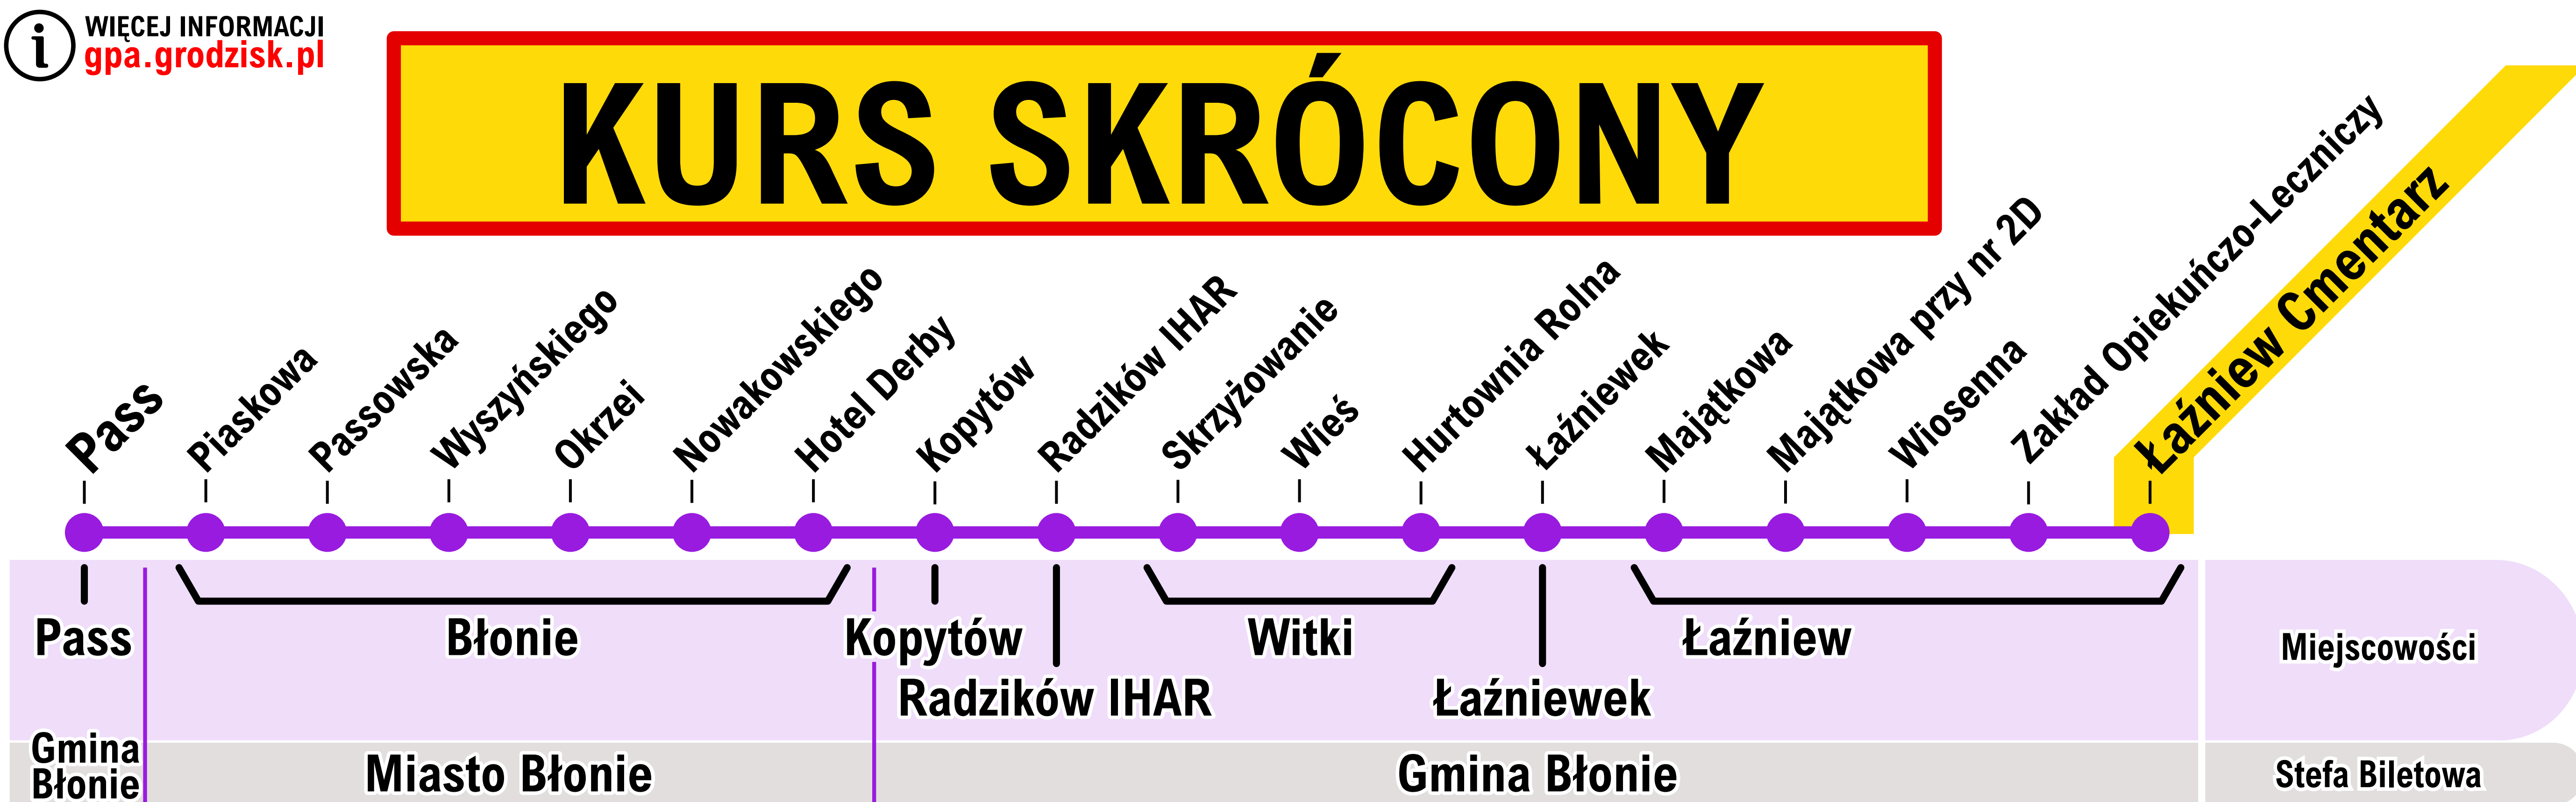 WIĘCEJ INFORMACJI
gpa.grodzisk.pl
KURS SKRÓCONY
Pass
Piaskowa
Passowska
Wyszyńskiego
Okrzei
Nowakowskiego
Hotel Derby
Kopytów
Radzików IHAR
Skrzyżowanie
Wieś
Hurtownia Rolna
Łaźniewek
Majątkowa
Majątkowa przy nr 2D
Wiosenna
Zakład Opiekuńczo-Leczniczy
Łaźniew Cmentarz
Pass
Błonie
Kopytów
Radzików IHAR
Witki
Łaźniewek
Łaźniew
Miejscowości
Gmina
Błonie
Miasto Błonie
Gmina Błonie
Stefa Biletowa